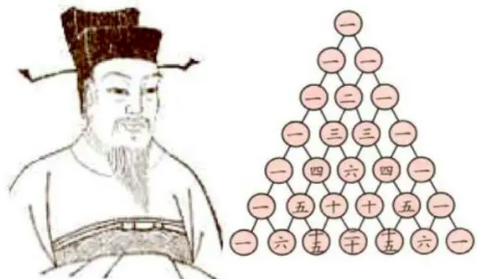 一
一 一
一 二 一
一 三 三 一
一 四 六 四 一
一 五 十 十 五 一
一 六 十五 二十 十五 六 一